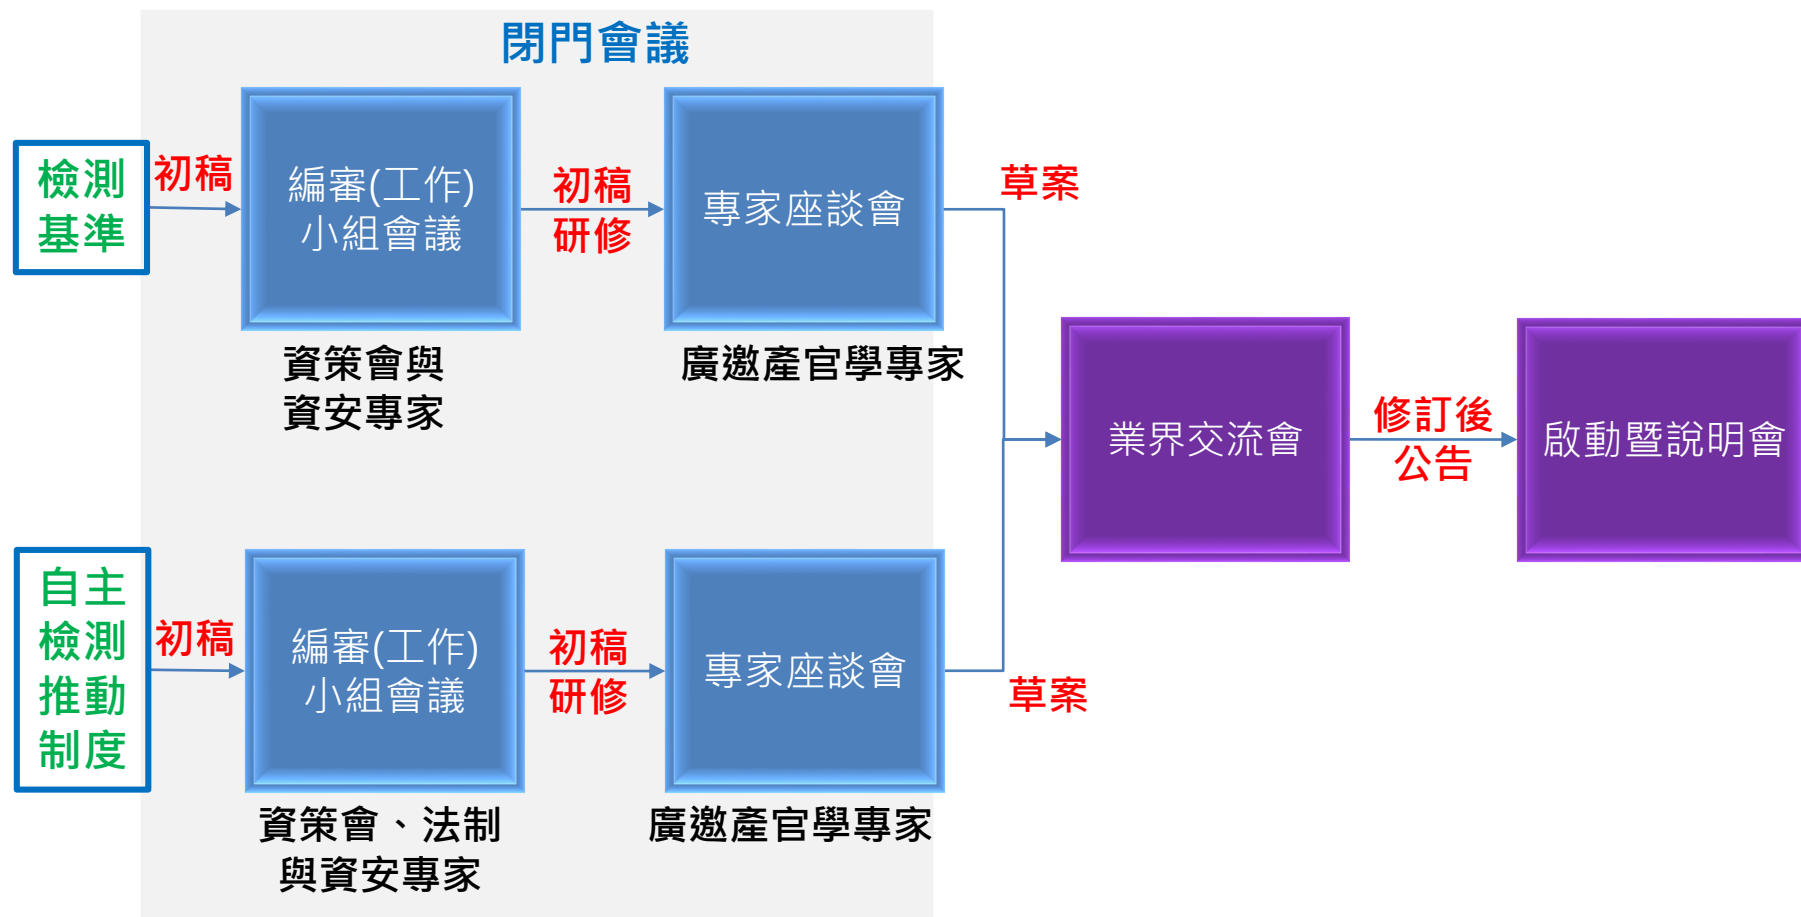 閉門會議
檢測
基準
初稿
編審(工作)
小組會議
初稿
研修
專家座談會
草案
資策會與
資安專家
廣邀產官學專家
業界交流會
修訂後
公告
啟動暨說明會
自主
檢測
推動
制度
初稿
編審(工作)
小組會議
初稿
研修
專家座談會
草案
資策會、法制
與資安專家
廣邀產官學專家